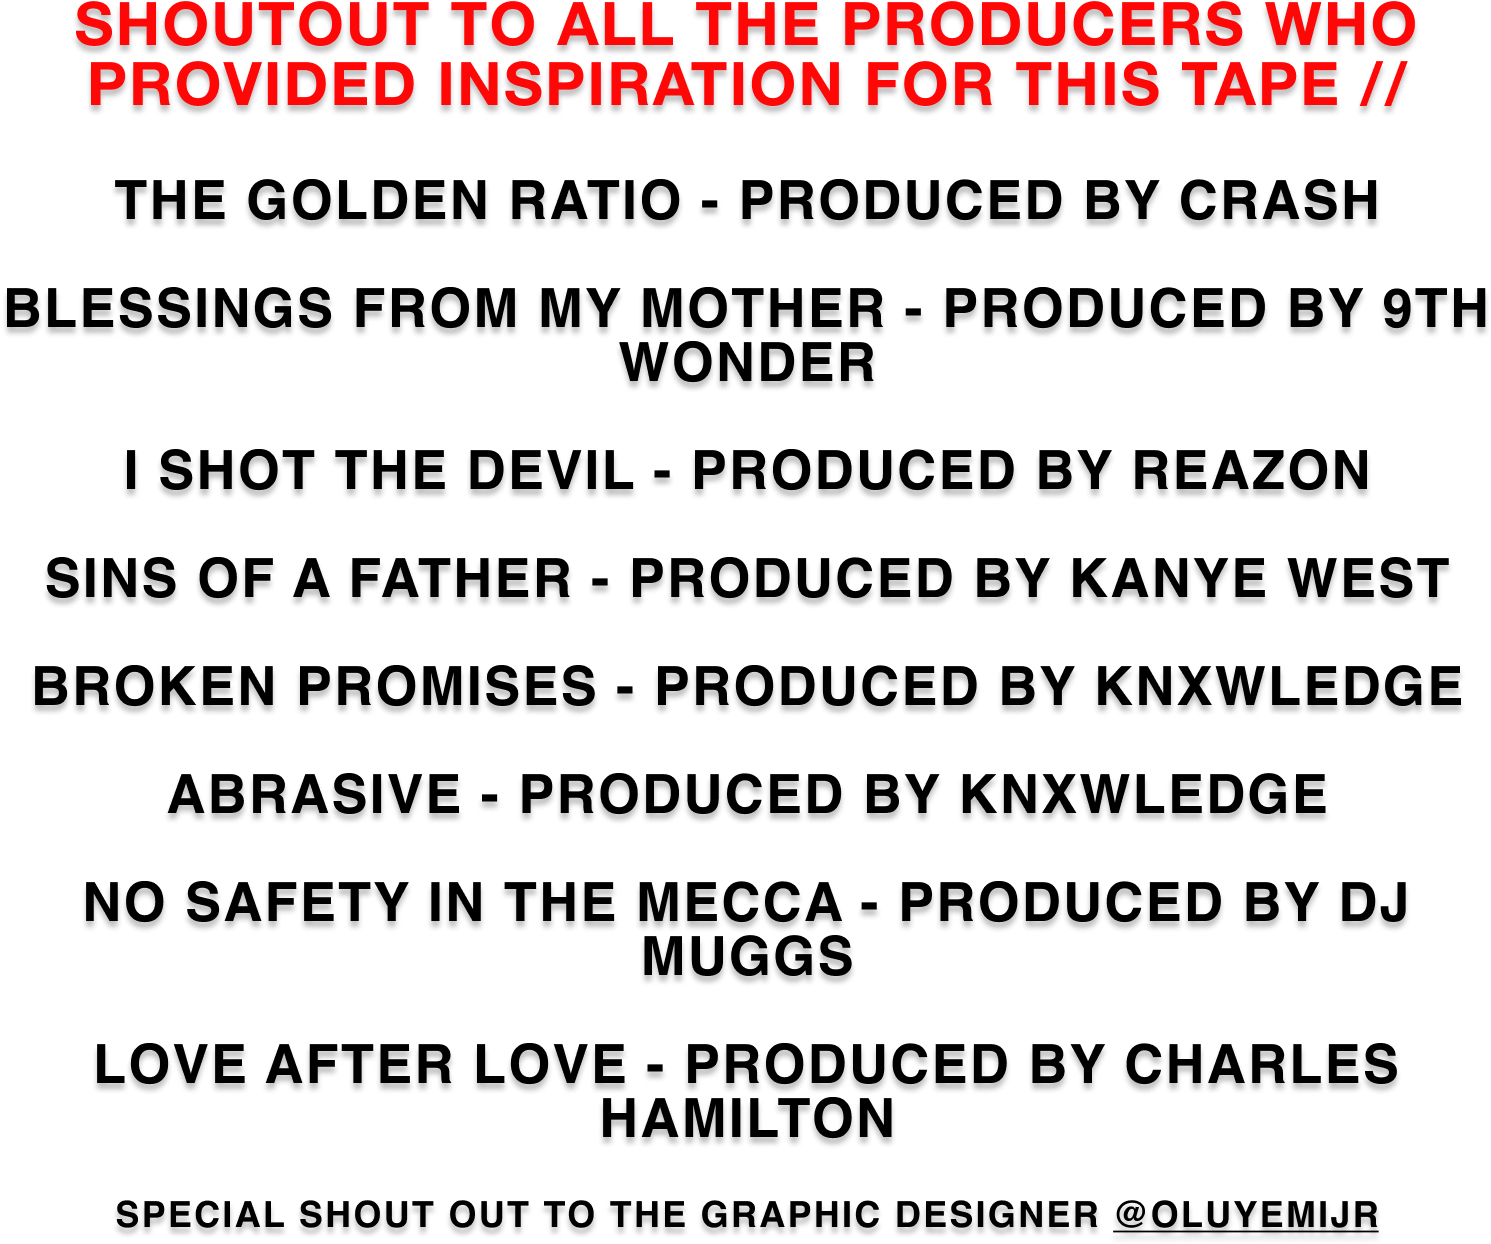 SHOUTOUT TO ALL THE PRODUCERS WHO
PROVIDED INSPIRATION FOR THIS TAPE //
THE GOLDEN RATIO - PRODUCED BY CRASH
BLESSINGS FROM MY MOTHER - PRODUCED BY 9TH
WONDER
I SHOT THE DEVIL - PRODUCED BY REAZON
SINS OF A FATHER - PRODUCED BY KANYE WEST
BROKEN PROMISES - PRODUCED BY KNXWLEDGE
ABRASIVE - PRODUCED BY KNXWLEDGE
NO SAFETY IN THE MECCA - PRODUCED BY DJ
MUGGS
LOVE AFTER LOVE - PRODUCED BY CHARLES
HAMILTON
SPECIAL SHOUT OUT TO THE GRAPHIC DESIGNER @OLUYEMIJR